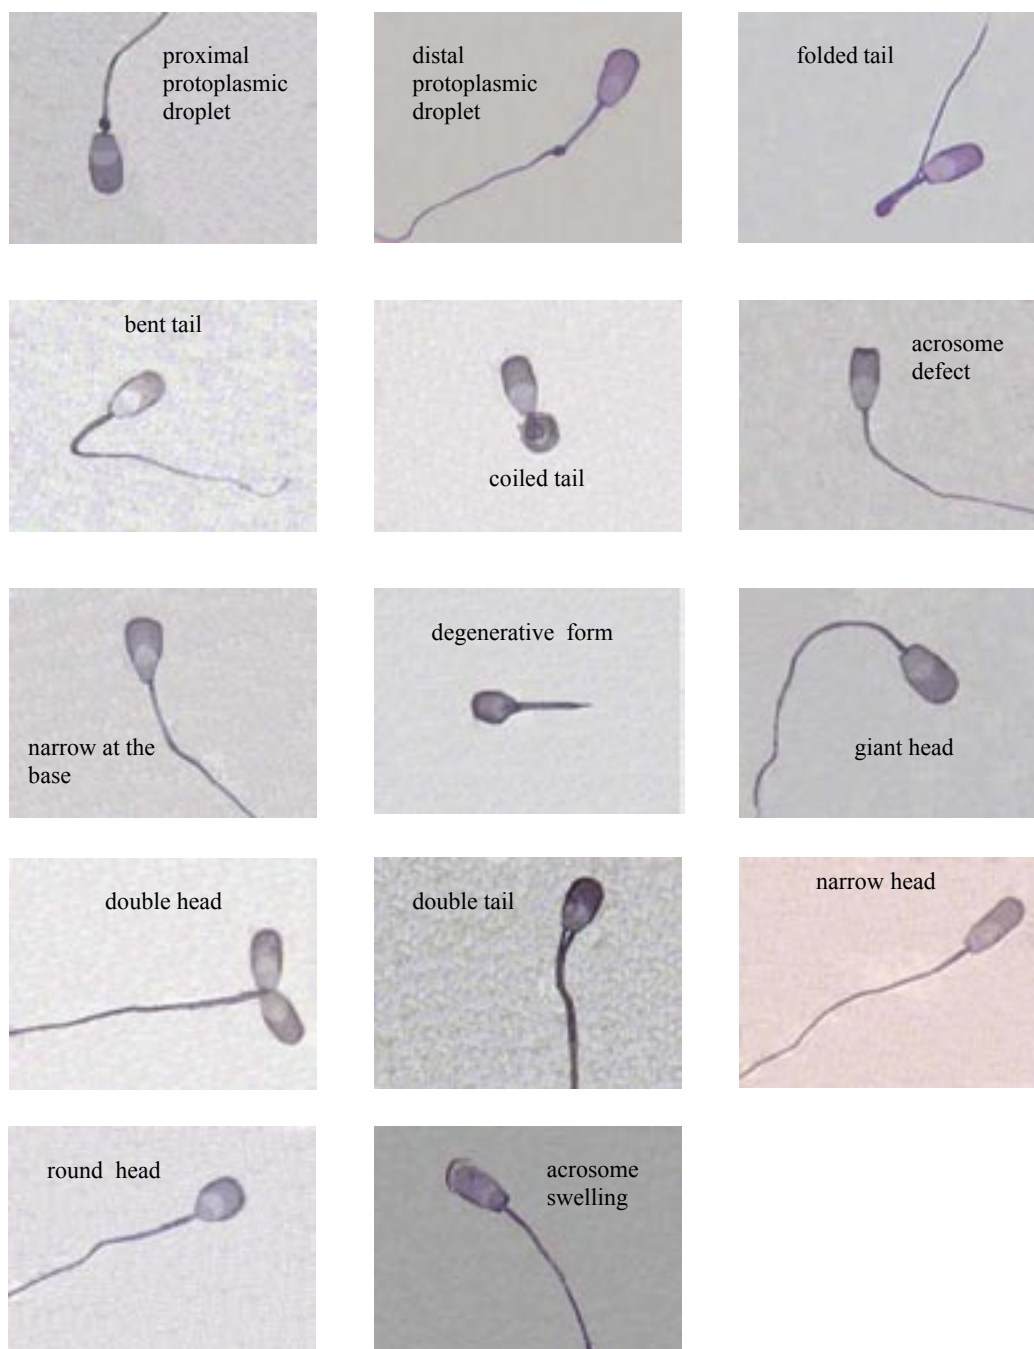 proximal
protoplasmic
droplet
distal
protoplasmic
droplet
folded tail
bent tail
coiled tail
acrosome
defect
narrow at the
base
degenerative form
giant head
double head
double tail
narrow head
round head
acrosome
swelling